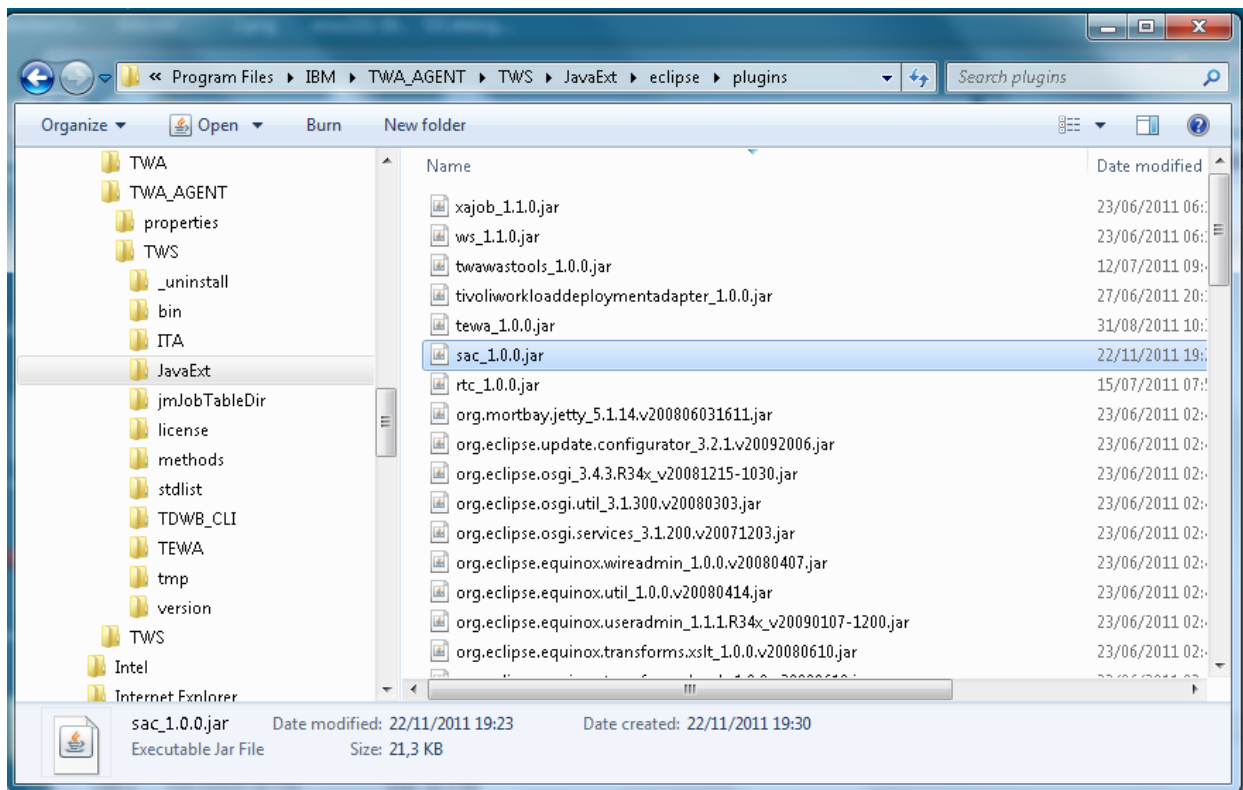 « Program Files ▸ IBM ▸ TWA_AGENT ▸ TWS ▸ JavaExt ▸ eclipse ▸ plugins
Search plugins
Organize Open Burn New folder
TWA
TWA_AGENT
properties
TWS
_uninstall
bin
ITA
JavaExt
jmJobTableDir
license
methods
stdlist
TDWB_CLI
TEWA
tmp
version
TWS
Intel
Internet Explorer
Name Date modified
xajob_1.1.0.jar 23/06/2011 06:
ws_1.1.0.jar 23/06/2011 06:
twawastools_1.0.0.jar 12/07/2011 09:
tivoliworkloaddeploymentadapter_1.0.0.jar 27/06/2011 20:
tewa_1.0.0.jar 31/08/2011 10:
sac_1.0.0.jar 22/11/2011 19:
rtc_1.0.0.jar 15/07/2011 07:
org.mortbay.jetty_5.1.14.v200806031611.jar 23/06/2011 02:
org.eclipse.update.configurator_3.2.1.v20092006.jar 23/06/2011 02:
org.eclipse.osgi_3.4.3.R34x_v20081215-1030.jar 23/06/2011 02:
org.eclipse.osgi.util_3.1.300.v20080303.jar 23/06/2011 02:
org.eclipse.osgi.services_3.1.200.v20071203.jar 23/06/2011 02:
org.eclipse.equinox.wireadmin_1.0.0.v20080407.jar 23/06/2011 02:
org.eclipse.equinox.util_1.0.0.v20080414.jar 23/06/2011 02:
org.eclipse.equinox.useradmin_1.1.1.R34x_v20090107-1200.jar 23/06/2011 02:
org.eclipse.equinox.transforms.xslt_1.0.0.v20080610.jar 23/06/2011 02:
sac_1.0.0.jar Date modified: 22/11/2011 19:23 Date created: 22/11/2011 19:30
Executable Jar File Size: 21,3 KB